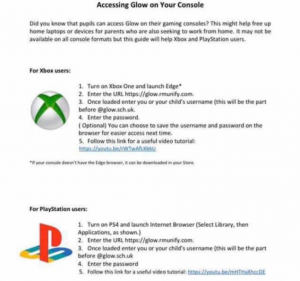 Accessing Glow on Your Console
Did you know that pupils can access Glow on their gaming consoles? This might help free up
home laptops or devices for parents who are also seeking to work from home. It may not be
available on all console formats but this guide will help Xbox and PlayStation users.
For Xbox users:
1. Turn on Xbox One and launch Edge*
2. Enter the URL https://glow.rmunify.com.
3. Once loaded enter you or your child's username (this will be the part
before @glow.sch.uk.
4. Enter the password.
( Optional) You can choose to save the username and password on the
browser for easier access next time.
5. Follow this link for a useful video tutorial:
*if your console doesn't have the Edge browser, it can be downloaded in your Store.
For PlayStation users:
1. Turn on PS4 and launch Internet Browser (Select Library, then
Applications, as shown.)
2. Enter the URL https://glow.rmunify.com.
3. Once loaded enter you or your child's username (this will be the part
before @glow.sch.uk
4. Enter the password
5. Follow this link for a useful video tutorial: